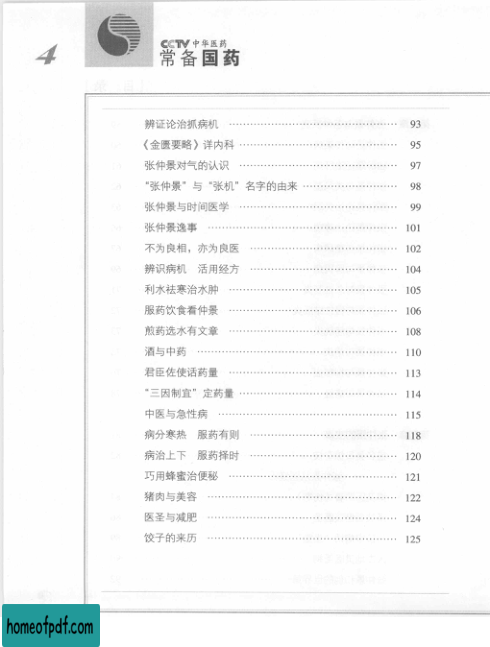 4
CCTV 中华医药
常备国药
辨证论治抓病机 93
《金匮要略》详内科 95
张仲景对气的认识 97
“张仲景”与“张机”名字的由来 98
张仲景与时间医学 99
张仲景逸事 101
不为良相，亦为良医 102
辨识病机 活用经方 104
利水祛寒治水肿 105
服药饮食看仲景 106
煎药选水有文章 108
酒与中药 110
君臣佐使话药量 113
“三因制宜”定药量 114
中医与急性病 115
病分寒热 服药有则 118
病治上下 服药择时 120
巧用蜂蜜治便秘 121
猪肉与美容 122
医圣与减肥 124
饺子的来历 125
homeofpdf.com